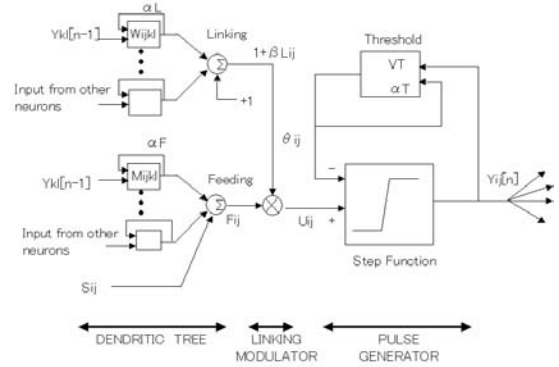 αL
Ykl[n-1]
Wijkl
Linking
1+βLij
Σ
+1
Input from other
neurons
Threshold
VT
αT
θij
αF
Ykl[n-1]
Mijkl
Feeding
Σ
Fij
Uij
−
+
Yij[n]
Input from other
neurons
Step Function
Sij
DENDRITIC TREE
LINKING
MODULATOR
PULSE
GENERATOR